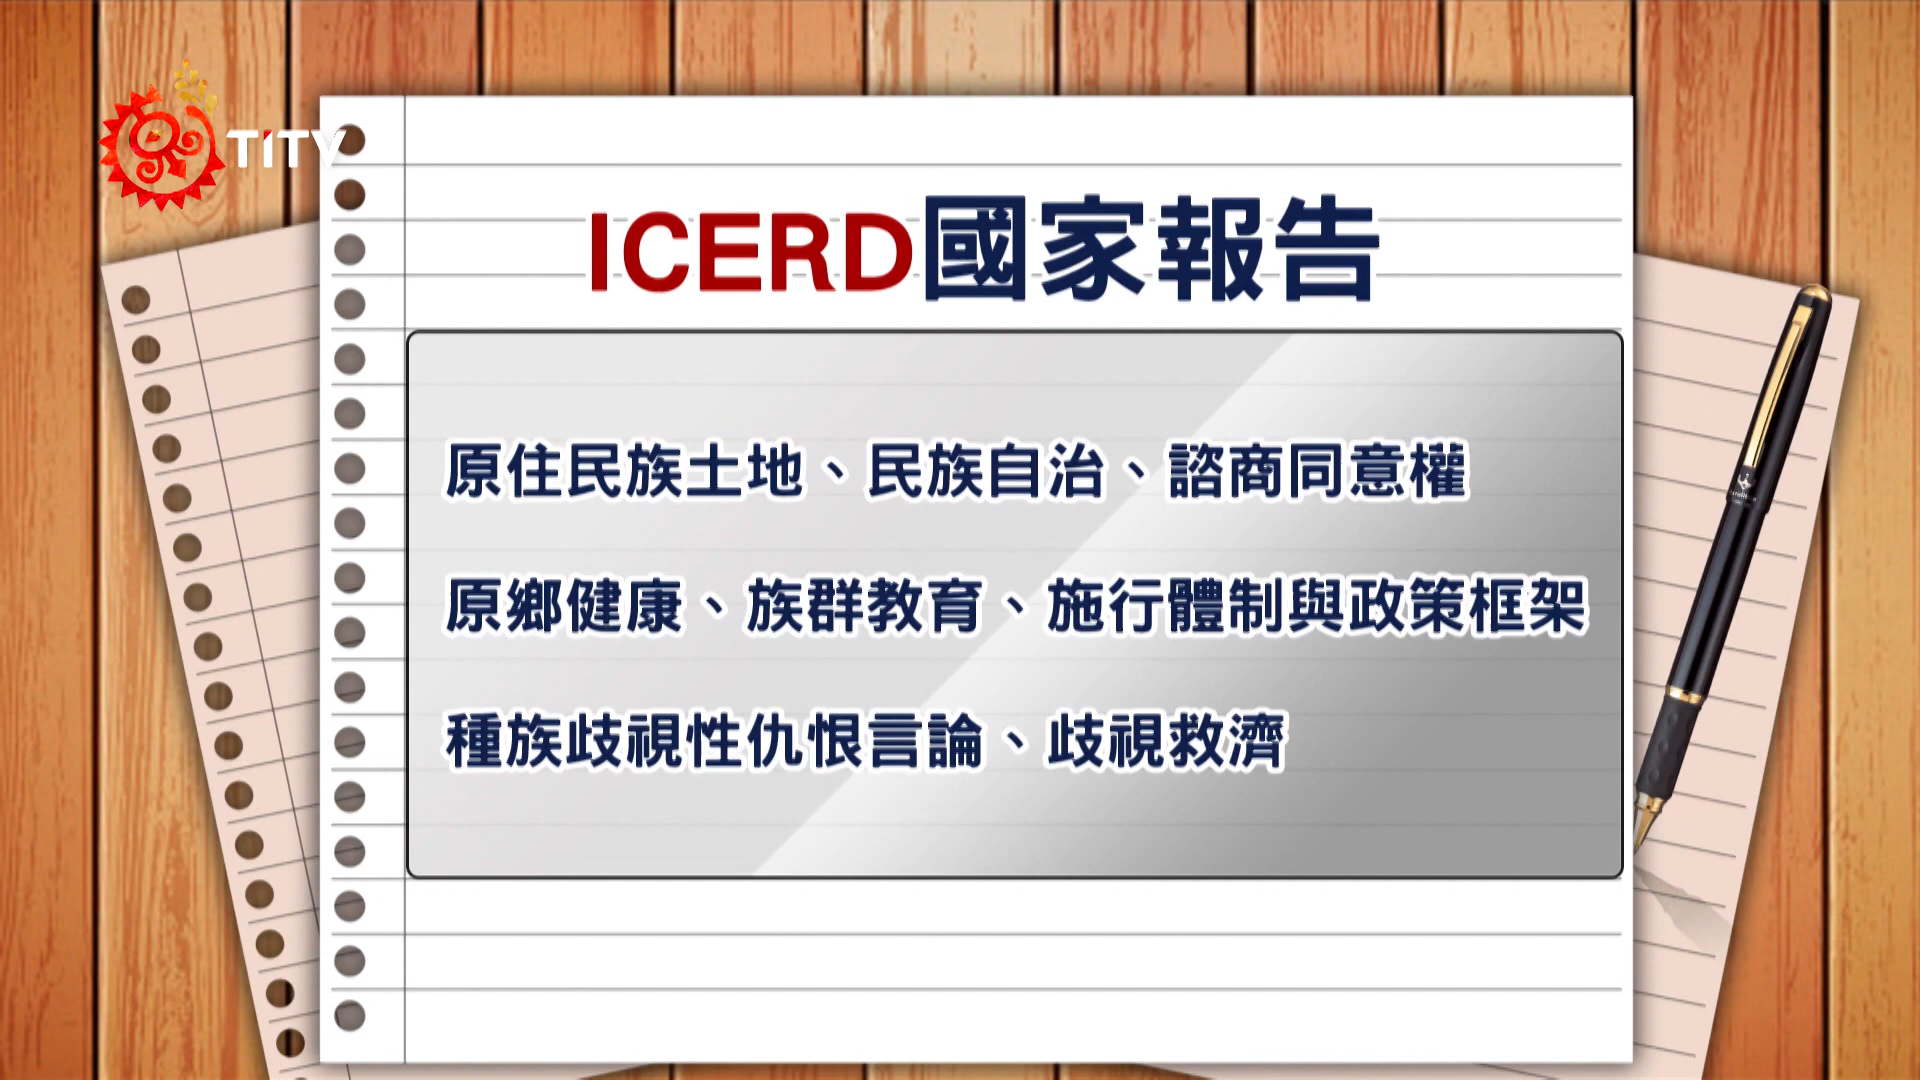 TiTV
ICERD國家報告
原住民族土地、民族自治、諮商同意權
原鄉健康、族群教育、施行體制與政策框架
種族歧視性仇恨言論、歧視救濟